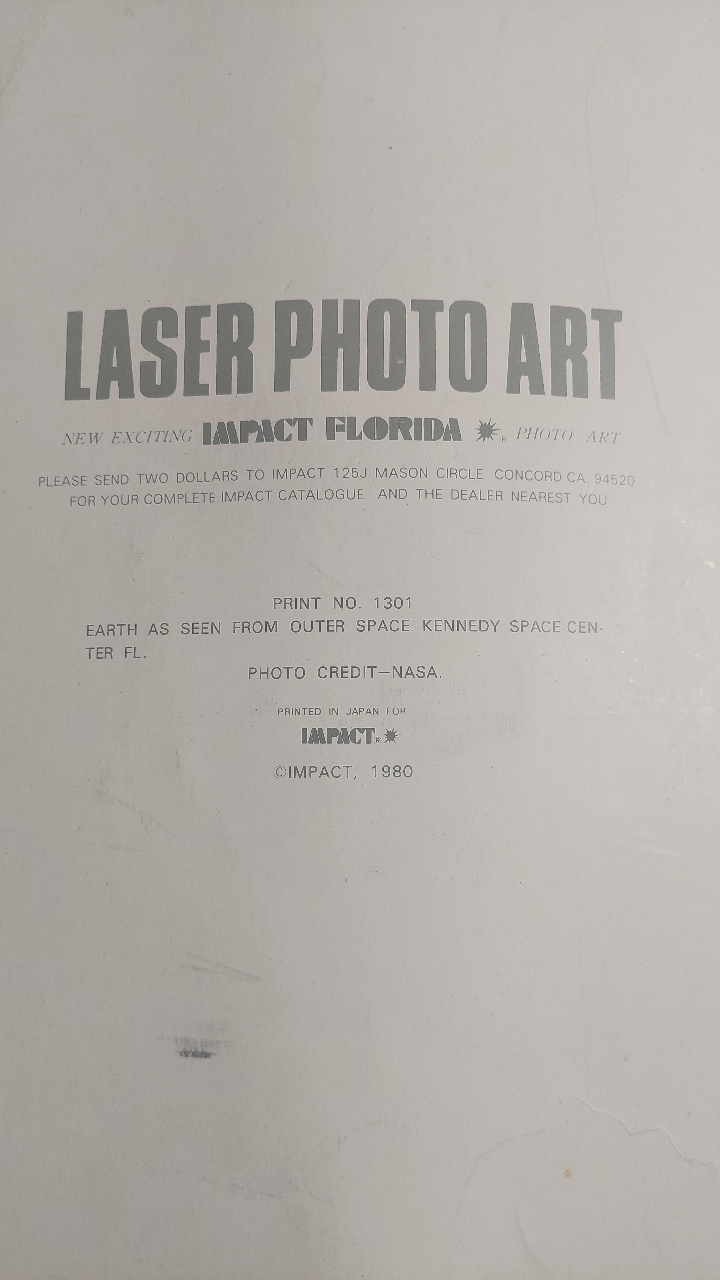 LASER PHOTO ART
NEW EXCITING IMPACT FLORIDA ® PHOTO ART
PLEASE SEND TWO DOLLARS TO IMPACT 125J MASON CIRCLE CONCORD CA. 94520
FOR YOUR COMPLETE IMPACT CATALOGUE AND THE DEALER NEAREST YOU
PRINT NO. 1301
EARTH AS SEEN FROM OUTER SPACE. KENNEDY SPACE CEN-
TER FL.
PHOTO CREDIT—NASA.
PRINTED IN JAPAN FOR
IMPACT®
©IMPACT, 1980